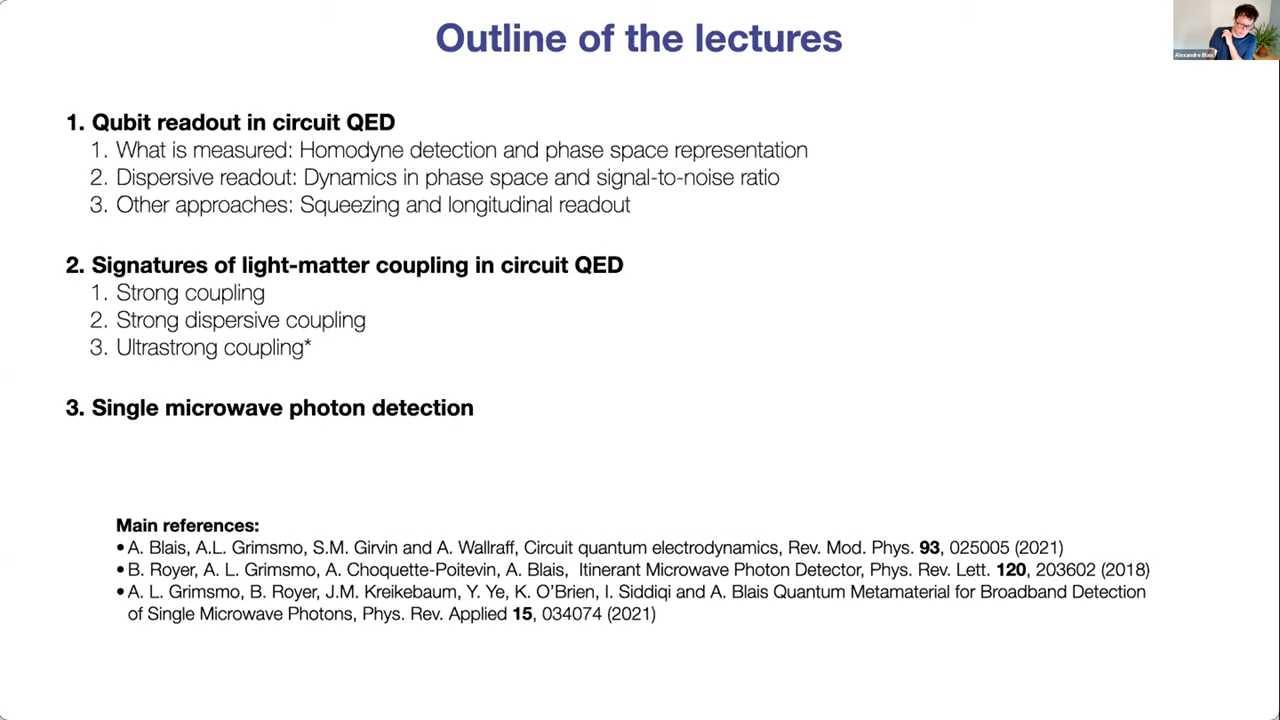 Outline of the lectures
Alexandre Blais
1. Qubit readout in circuit QED
1. What is measured: Homodyne detection and phase space representation
2. Dispersive readout: Dynamics in phase space and signal-to-noise ratio
3. Other approaches: Squeezing and longitudinal readout
2. Signatures of light-matter coupling in circuit QED
1. Strong coupling
2. Strong dispersive coupling
3. Ultrastrong coupling*
3. Single microwave photon detection
Main references:
• A. Blais, A.L. Grimsmo, S.M. Girvin and A. Wallraff, Circuit quantum electrodynamics, Rev. Mod. Phys. 93, 025005 (2021)
• B. Royer, A. L. Grimsmo, A. Choquette-Poitevin, A. Blais, Itinerant Microwave Photon Detector, Phys. Rev. Lett. 120, 203602 (2018)
• A. L. Grimsmo, B. Royer, J.M. Kreikebaum, Y. Ye, K. O'Brien, I. Siddiqi and A. Blais Quantum Metamaterial for Broadband Detection
of Single Microwave Photons, Phys. Rev. Applied 15, 034074 (2021)